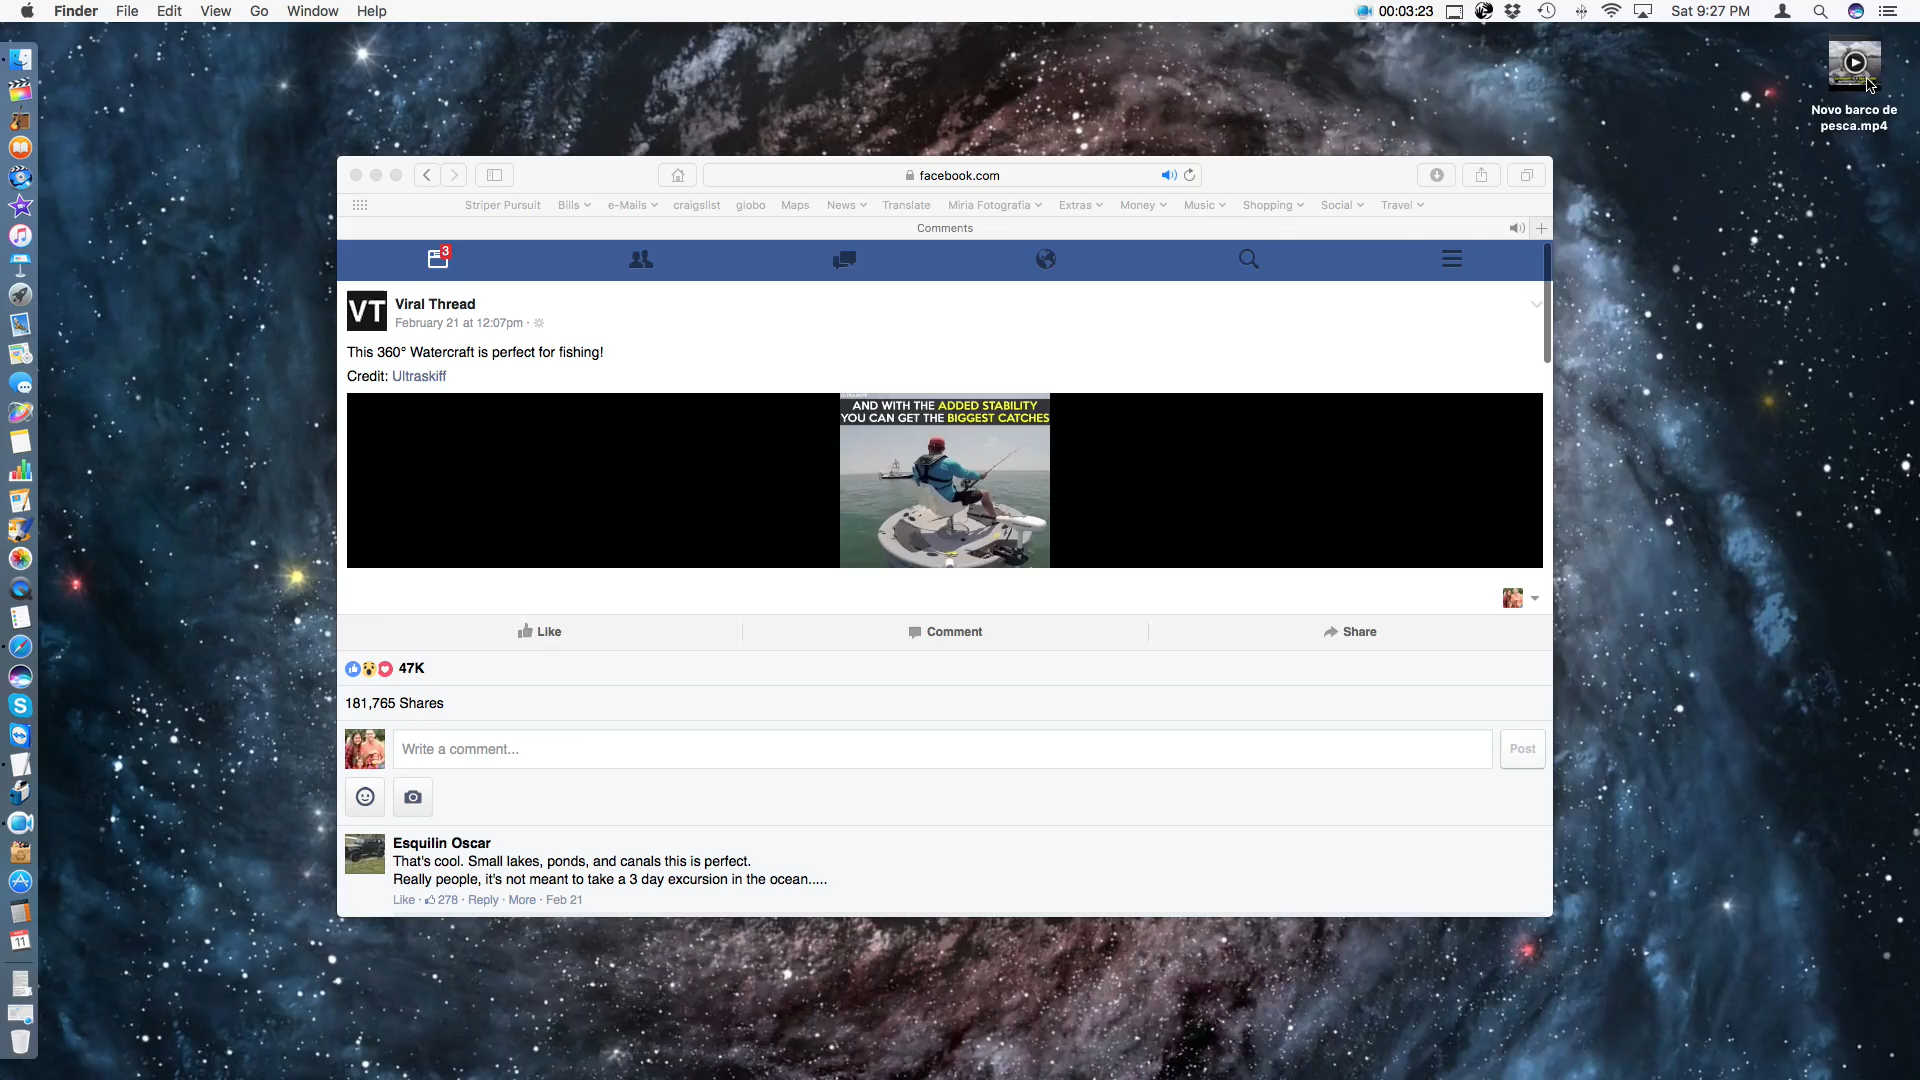 Finder File Edit View Go Window Help 00:03:23 Sat 9:27 PM
Novo barco de
pesca.mp4
facebook.com
Striper Pursuit Bills e-Mails craigslist globo Maps News Translate Miria Fotografia Extras Money Music Shopping Social Travel
Comments
3
VT
Viral Thread
February 21 at 12:07pm ·
This 360° Watercraft is perfect for fishing!
Credit: Ultraskiff
AND WITH THE ADDED STABILITY
YOU CAN GET THE BIGGEST CATCHES
Like Comment Share
47K
181,765 Shares
Write a comment... Post
Esquilin Oscar
That's cool. Small lakes, ponds, and canals this is perfect.
Really people, it's not meant to take a 3 day excursion in the ocean.....
Like · 278 · Reply · More · Feb 21
11